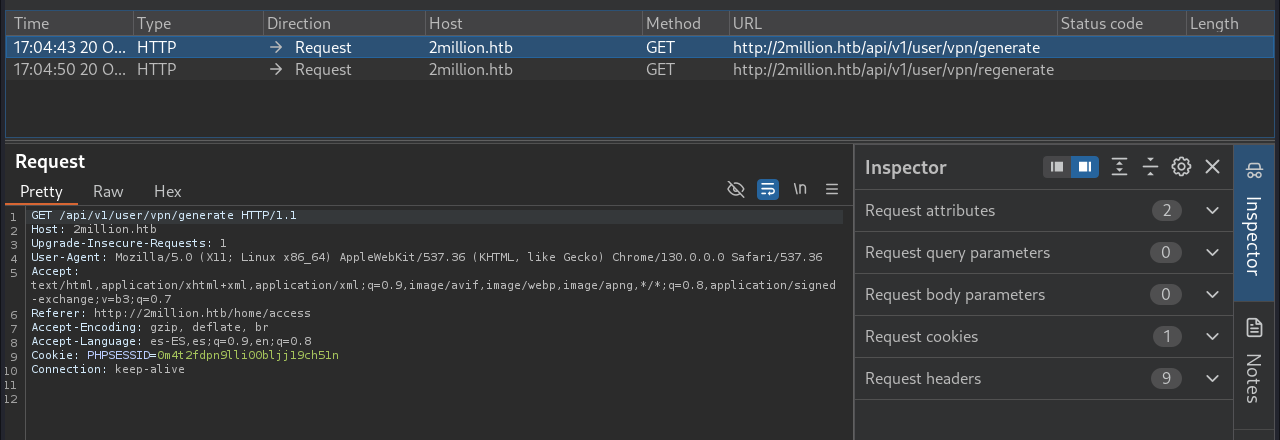 Time Type Direction Host Method URL Status code Length
17:04:43 20 O... HTTP → Request 2million.htb GET http://2million.htb/api/v1/user/vpn/generate
17:04:50 20 O... HTTP → Request 2million.htb GET http://2million.htb/api/v1/user/vpn/regenerate
Request
Pretty Raw Hex
\n
1 GET /api/v1/user/vpn/generate HTTP/1.1
2 Host: 2million.htb
3 Upgrade-Insecure-Requests: 1
4 User-Agent: Mozilla/5.0 (X11; Linux x86_64) AppleWebKit/537.36 (KHTML, like Gecko) Chrome/130.0.0.0 Safari/537.36
5 Accept:
text/html,application/xhtml+xml,application/xml;q=0.9,image/avif,image/webp,image/apng,*/*;q=0.8,application/signed
-exchange;v=b3;q=0.7
6 Referer: http://2million.htb/home/access
7 Accept-Encoding: gzip, deflate, br
8 Accept-Language: es-ES,es;q=0.9,en;q=0.8
9 Cookie: PHPSESSID=0m4t2fdpn9lli00bljjl9ch51n
10 Connection: keep-alive
11
12
Inspector
Request attributes 2
Request query parameters 0
Request body parameters 0
Request cookies 1
Request headers 9
Inspector
Notes